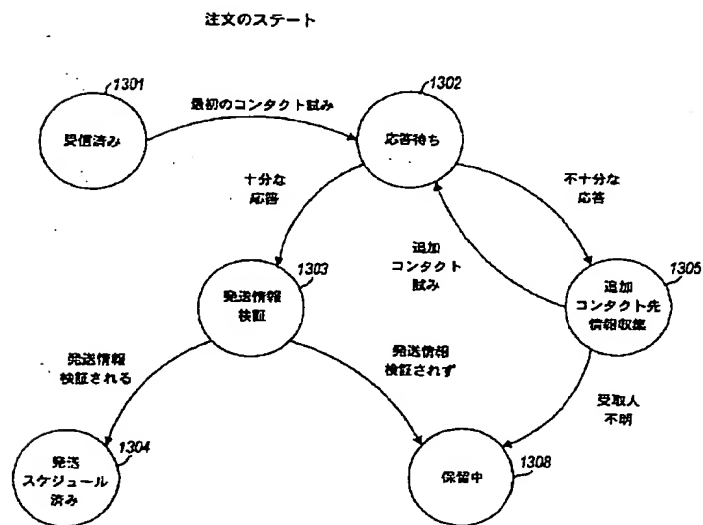 注文のステート
1301
受信済み
最初のコンタクト試み
1302
応答待ち
十分な
応答
不十分な
応答
追加
コンタクト
試み
1303
発送情報
検証
1305
追加
コンタクト先
情報収集
発送情報
検証される
発送情報
検証されず
受取人
不明
1304
発送
スケジュール
済み
保留中
1308